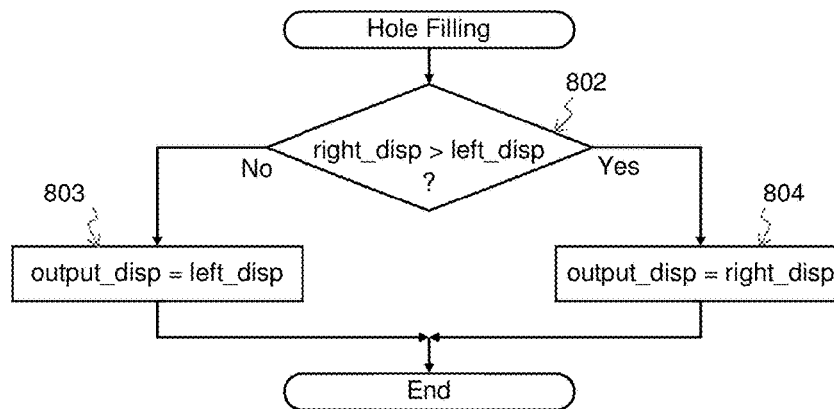 Hole Filling
802
right_disp > left_disp
?
No
Yes
803
804
output_disp = left_disp
output_disp = right_disp
End